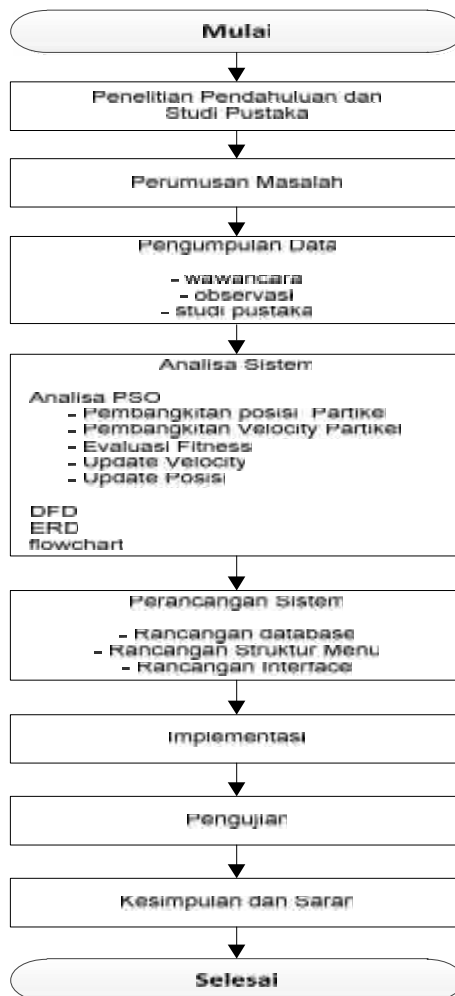 Mulai
Penelitian Pendahuluan dan
Studi Pustaka
Perumusan Masalah
Pengumpulan Data
- wawancara
- observasi
- studi pustaka
Analisa Sistem
Analisa PSO
- Pembangkitan posisi Partikel
- Pembangkitan Velocity Partikel
- Evaluasi Fitness
- Update Velocity
- Update Posisi
DFD
ERD
flowchart
Perancangan Sistem
- Rancangan database
- Rancangan Struktur Menu
- Rancangan Interface
Implementasi
Pengujian
Kesimpulan dan Saran
Selesai